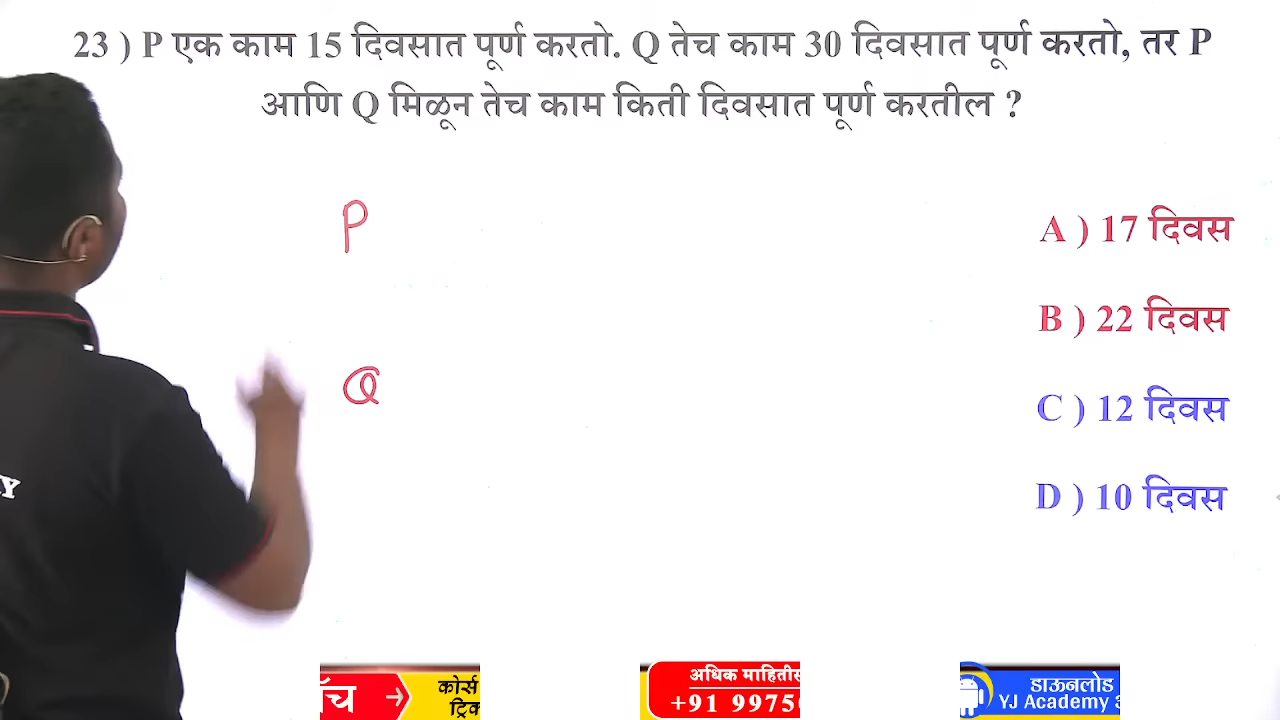 23 ) P एक काम 15 दिवसात पूर्ण करतो. Q तेच काम 30 दिवसात पूर्ण करतो, तर P
आणि Q मिळून तेच काम किती दिवसात पूर्ण करतील ?
P
A ) 17 दिवस
B ) 22 दिवस
Q
C ) 12 दिवस
D ) 10 दिवस
कोर्स
अधिक माहितीस
+91 9975
डाऊनलोड
YJ Academy